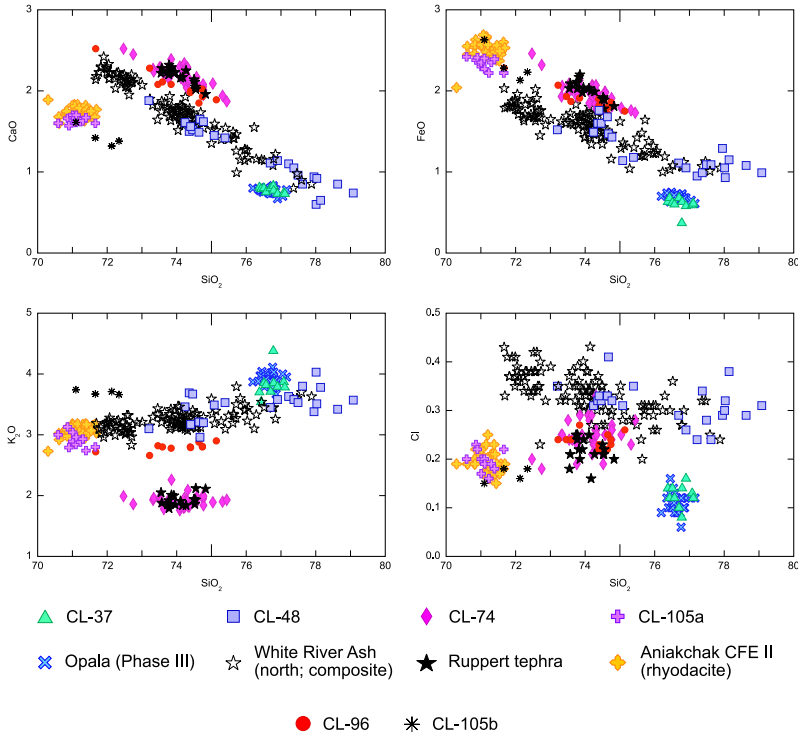 3
2
1
0
CaO
70
72
74
76
78
80
SiO2
3
2
1
0
FeO
70
72
74
76
78
80
SiO2
5
4
3
2
1
K2O
70
72
74
76
78
80
SiO2
0.5
0.4
0.3
0.2
0.1
0.0
Cl
70
72
74
76
78
80
SiO2
CL-37
CL-48
CL-74
CL-105a
Opala (Phase III)
White River Ash
(north; composite)
Ruppert tephra
Aniakchak CFE II
(rhyodacite)
CL-96
CL-105b